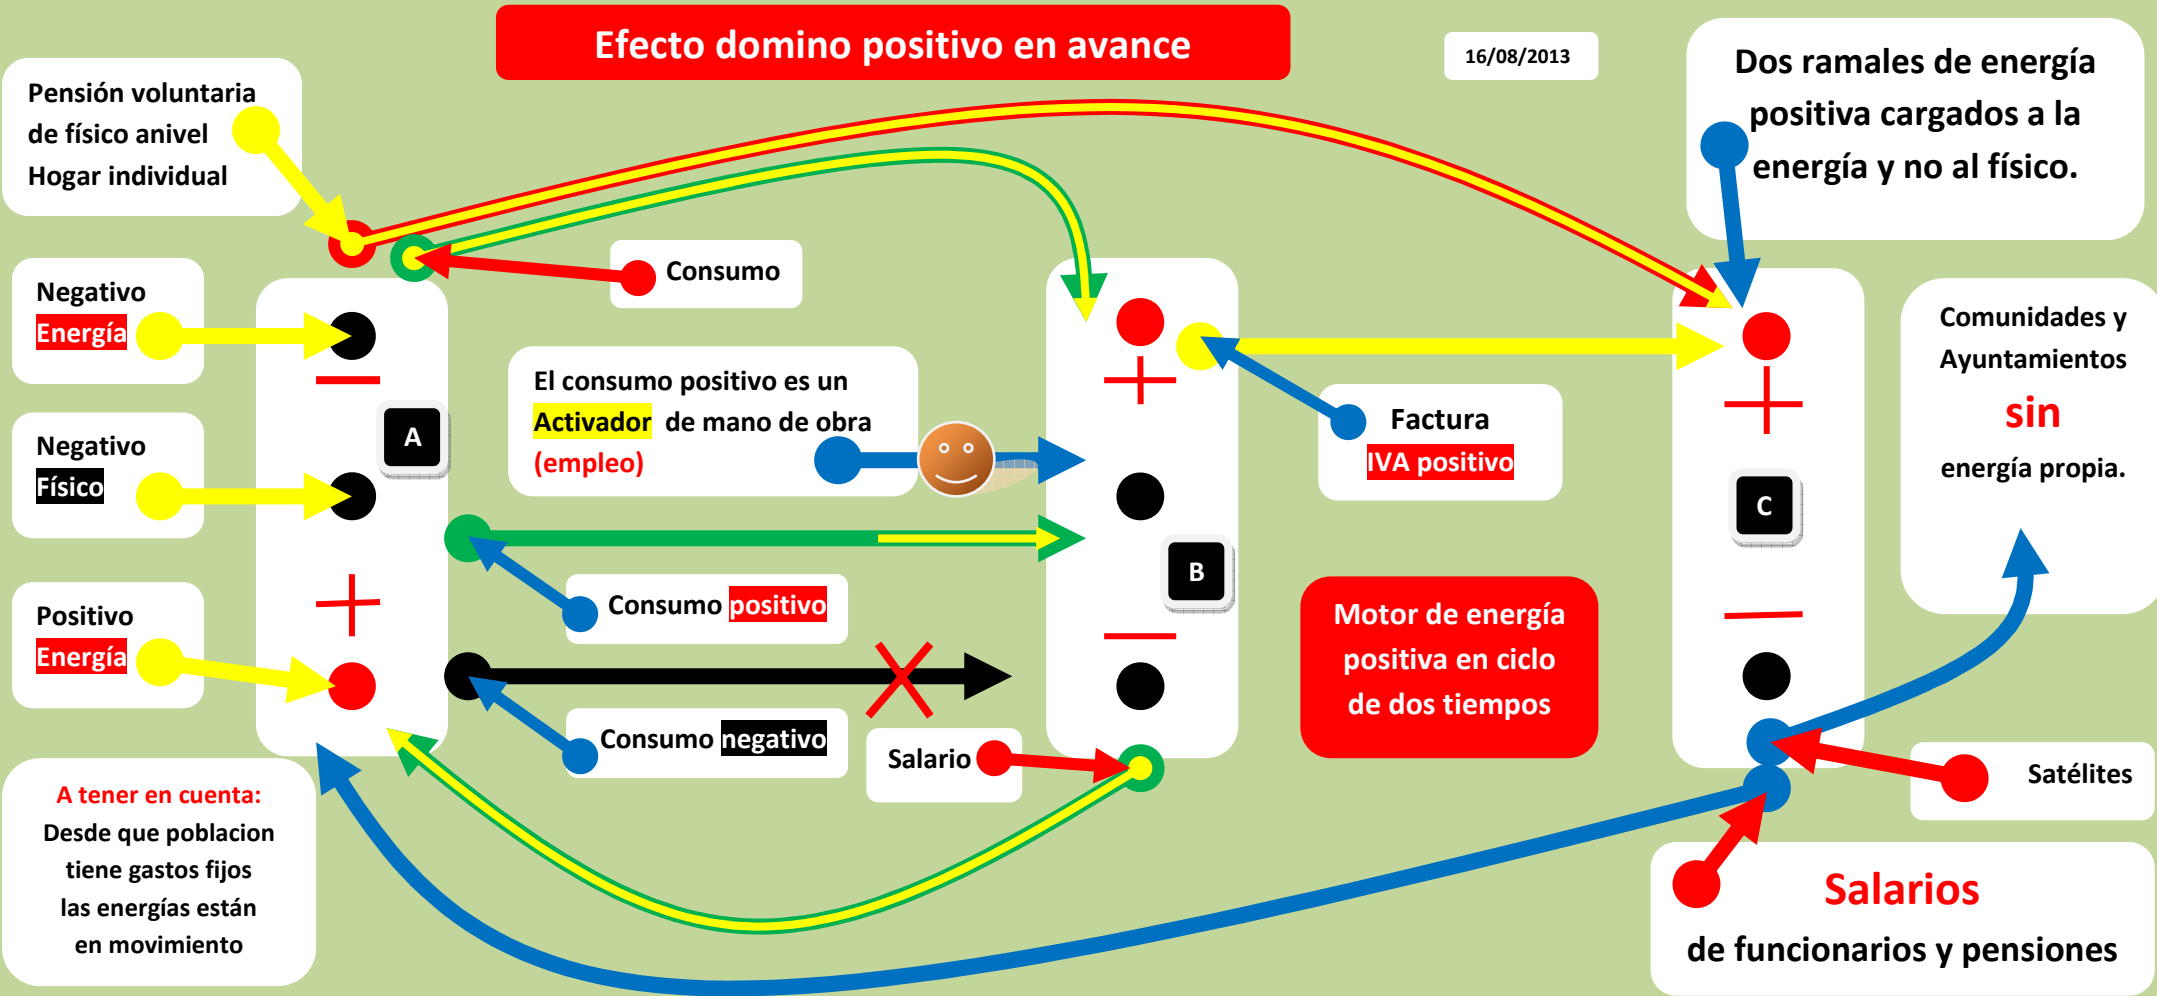 Efecto domino positivo en avance
16/08/2013
Pensión voluntaria
de físico anivel
Hogar individual
Dos ramales de energía
positiva cargados a la
energía y no al físico.
Consumo
Negativo
Energía
Comunidades y
Ayuntamientos
sin
energía propia.
El consumo positivo es un
Activador de mano de obra
(empleo)
Factura
IVA positivo
A
Negativo
Físico
C
B
Consumo positivo
Motor de energía
positiva en ciclo
de dos tiempos
Positivo
Energía
Consumo negativo
Salario
Satélites
A tener en cuenta:
Desde que poblacion
tiene gastos fijos
las energías están
en movimiento
Salarios
de funcionarios y pensiones